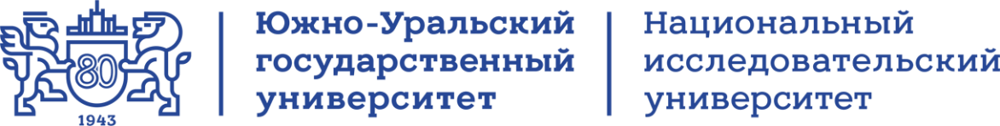 80
1943
Южно-Уральский
государственный
университет
Национальный
исследовательский
университет